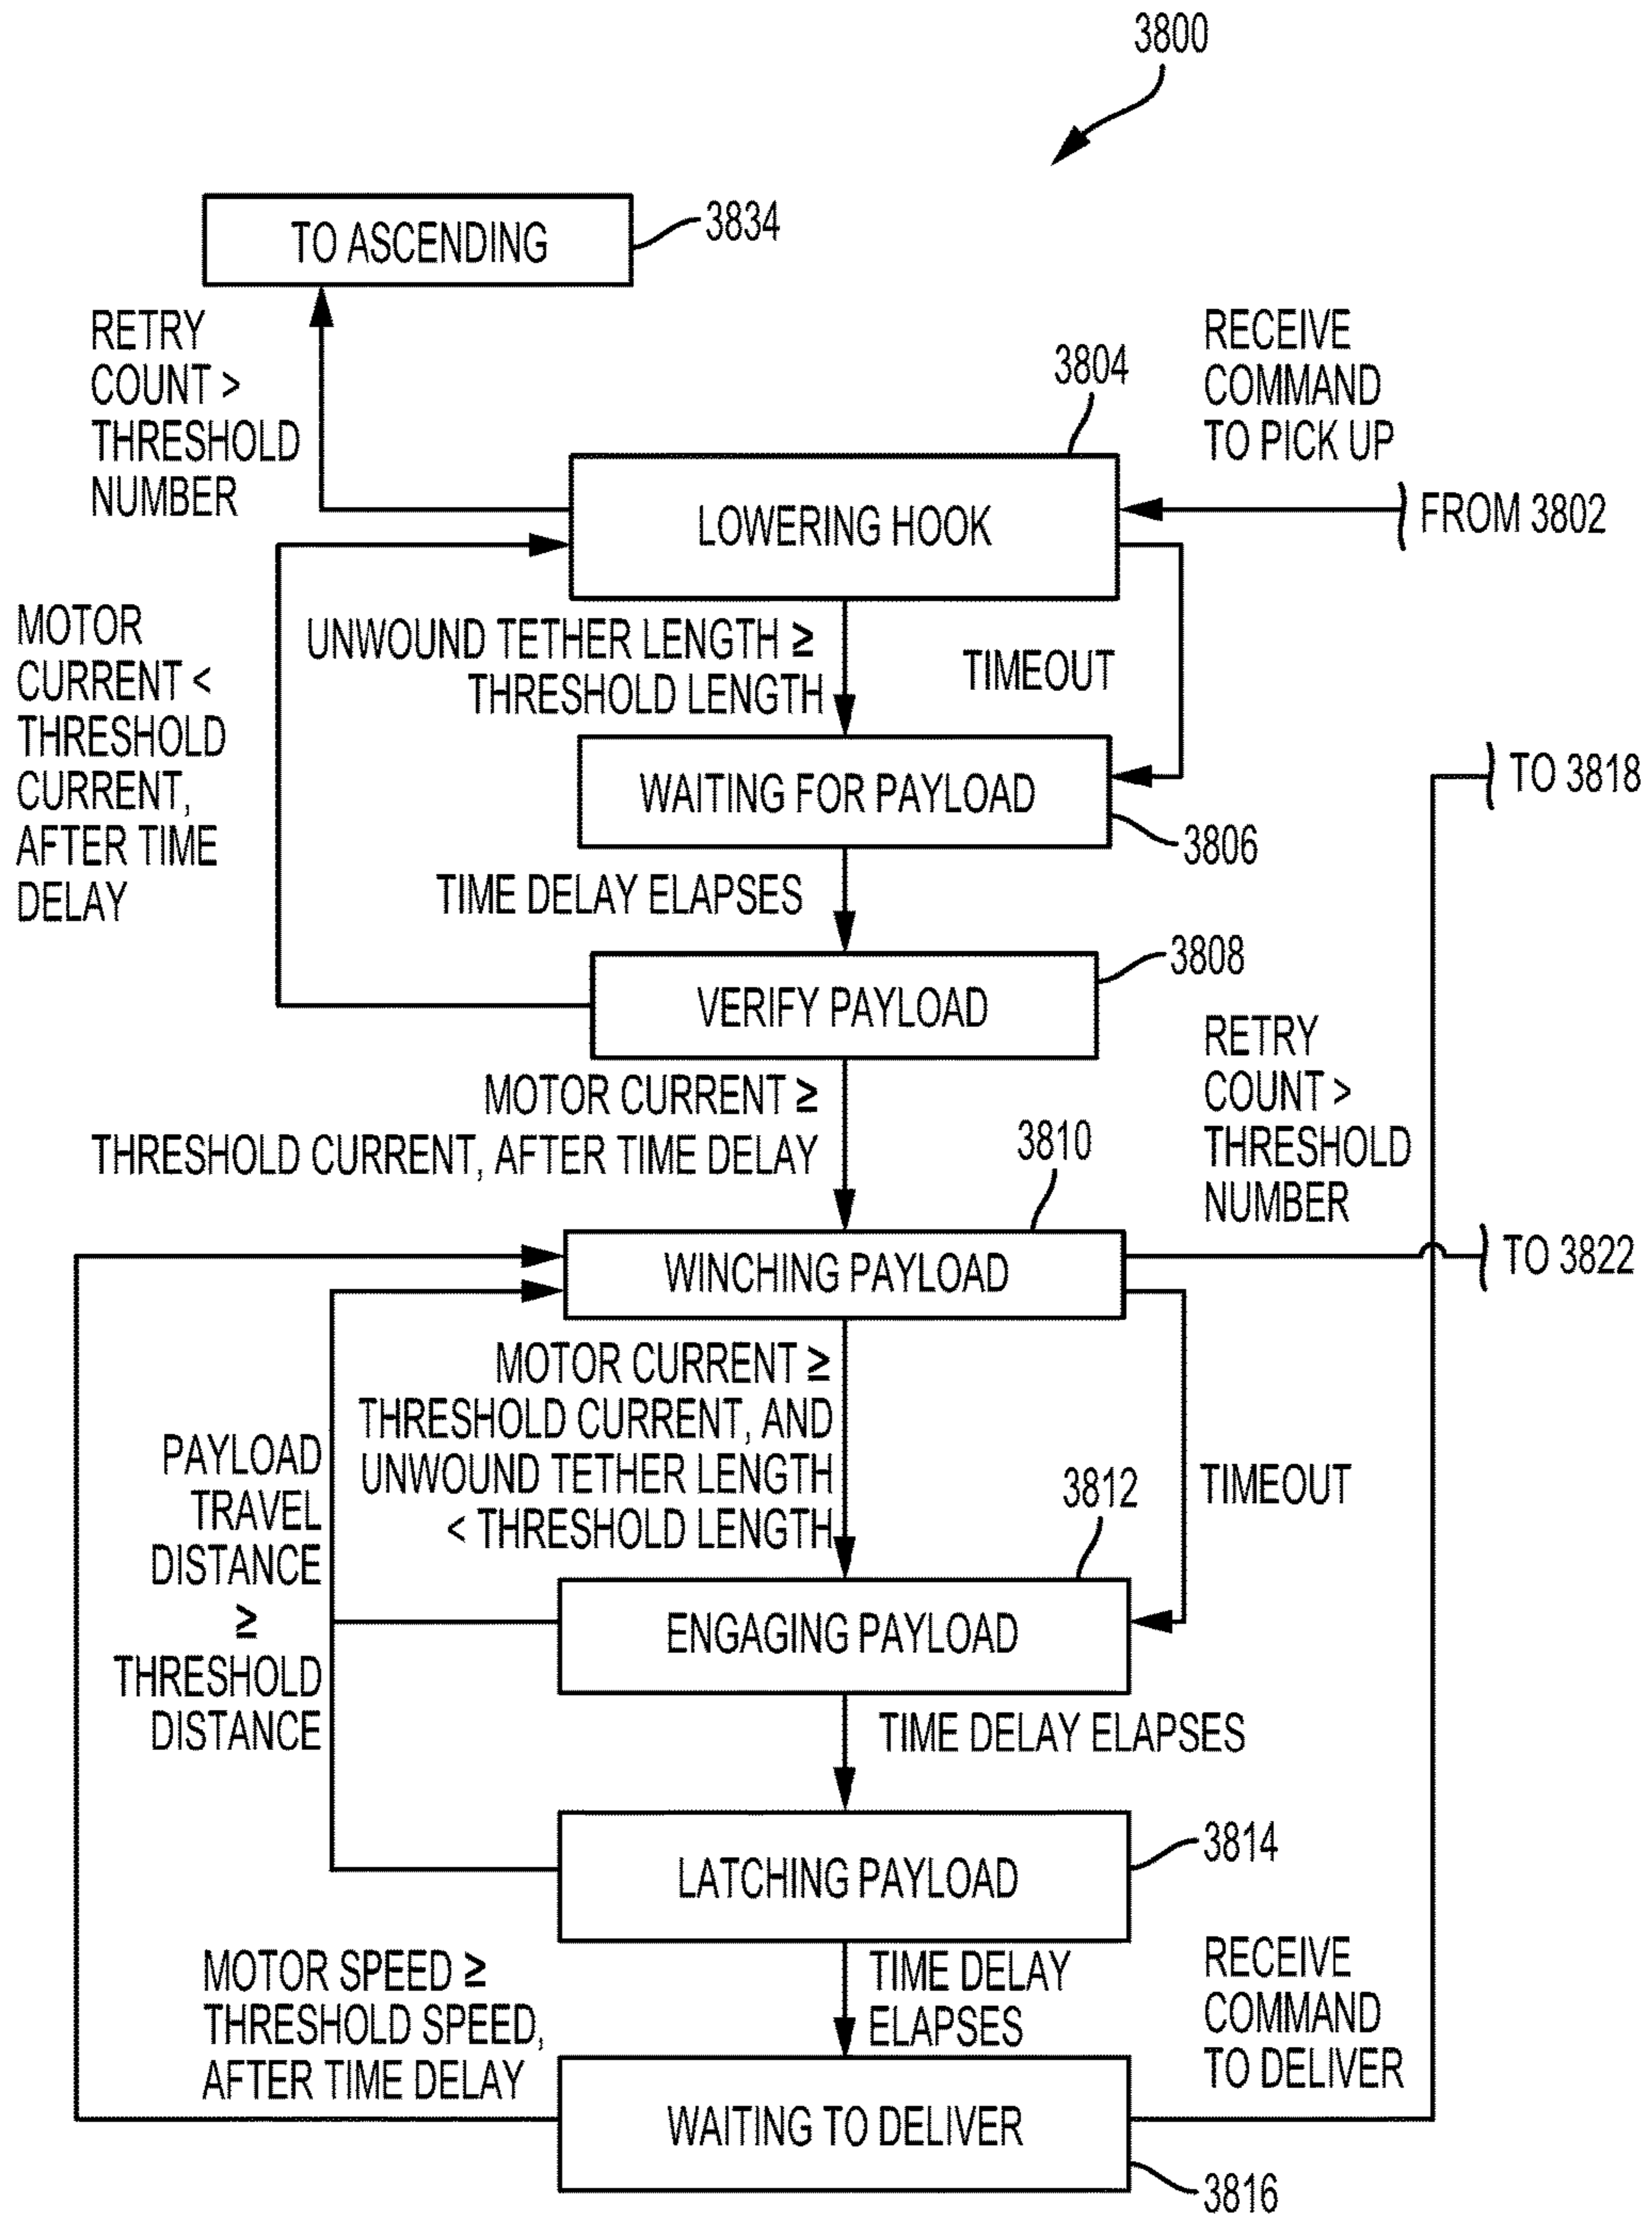 3800
TO ASCENDING
3834
RETRY
COUNT >
THRESHOLD
NUMBER
3804
RECEIVE
COMMAND
TO PICK UP
LOWERING HOOK
FROM 3802
MOTOR
CURRENT <
THRESHOLD
CURRENT,
AFTER TIME
DELAY
UNWOUND TETHER LENGTH ≥
THRESHOLD LENGTH
TIMEOUT
WAITING FOR PAYLOAD
3806
TO 3818
TIME DELAY ELAPSES
VERIFY PAYLOAD
3808
MOTOR CURRENT ≥
THRESHOLD CURRENT, AFTER TIME DELAY
RETRY
COUNT >
THRESHOLD
NUMBER
3810
WINCHING PAYLOAD
TO 3822
MOTOR CURRENT ≥
THRESHOLD CURRENT, AND
UNWOUND TETHER LENGTH
< THRESHOLD LENGTH
PAYLOAD
TRAVEL
DISTANCE
≥
THRESHOLD
DISTANCE
3812
TIMEOUT
ENGAGING PAYLOAD
TIME DELAY ELAPSES
LATCHING PAYLOAD
3814
MOTOR SPEED ≥
THRESHOLD SPEED,
AFTER TIME DELAY
TIME DELAY
ELAPSES
RECEIVE
COMMAND
TO DELIVER
WAITING TO DELIVER
3816